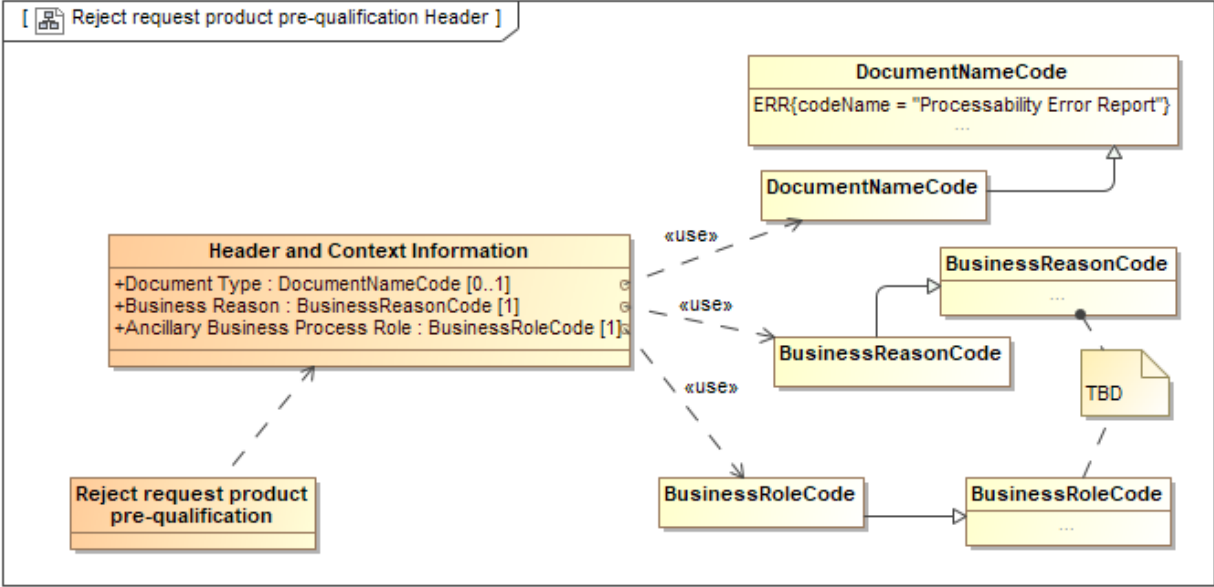 [ Reject request product pre-qualification Header ]
DocumentNameCode
ERR{codeName = "Processability Error Report"}
...
DocumentNameCode
«use»
Header and Context Information
+Document Type : DocumentNameCode [0..1]
+Business Reason : BusinessReasonCode [1]
+Ancillary Business Process Role : BusinessRoleCode [1]
BusinessReasonCode
...
«use»
BusinessReasonCode
TBD
«use»
Reject request product
pre-qualification
BusinessRoleCode
BusinessRoleCode
...